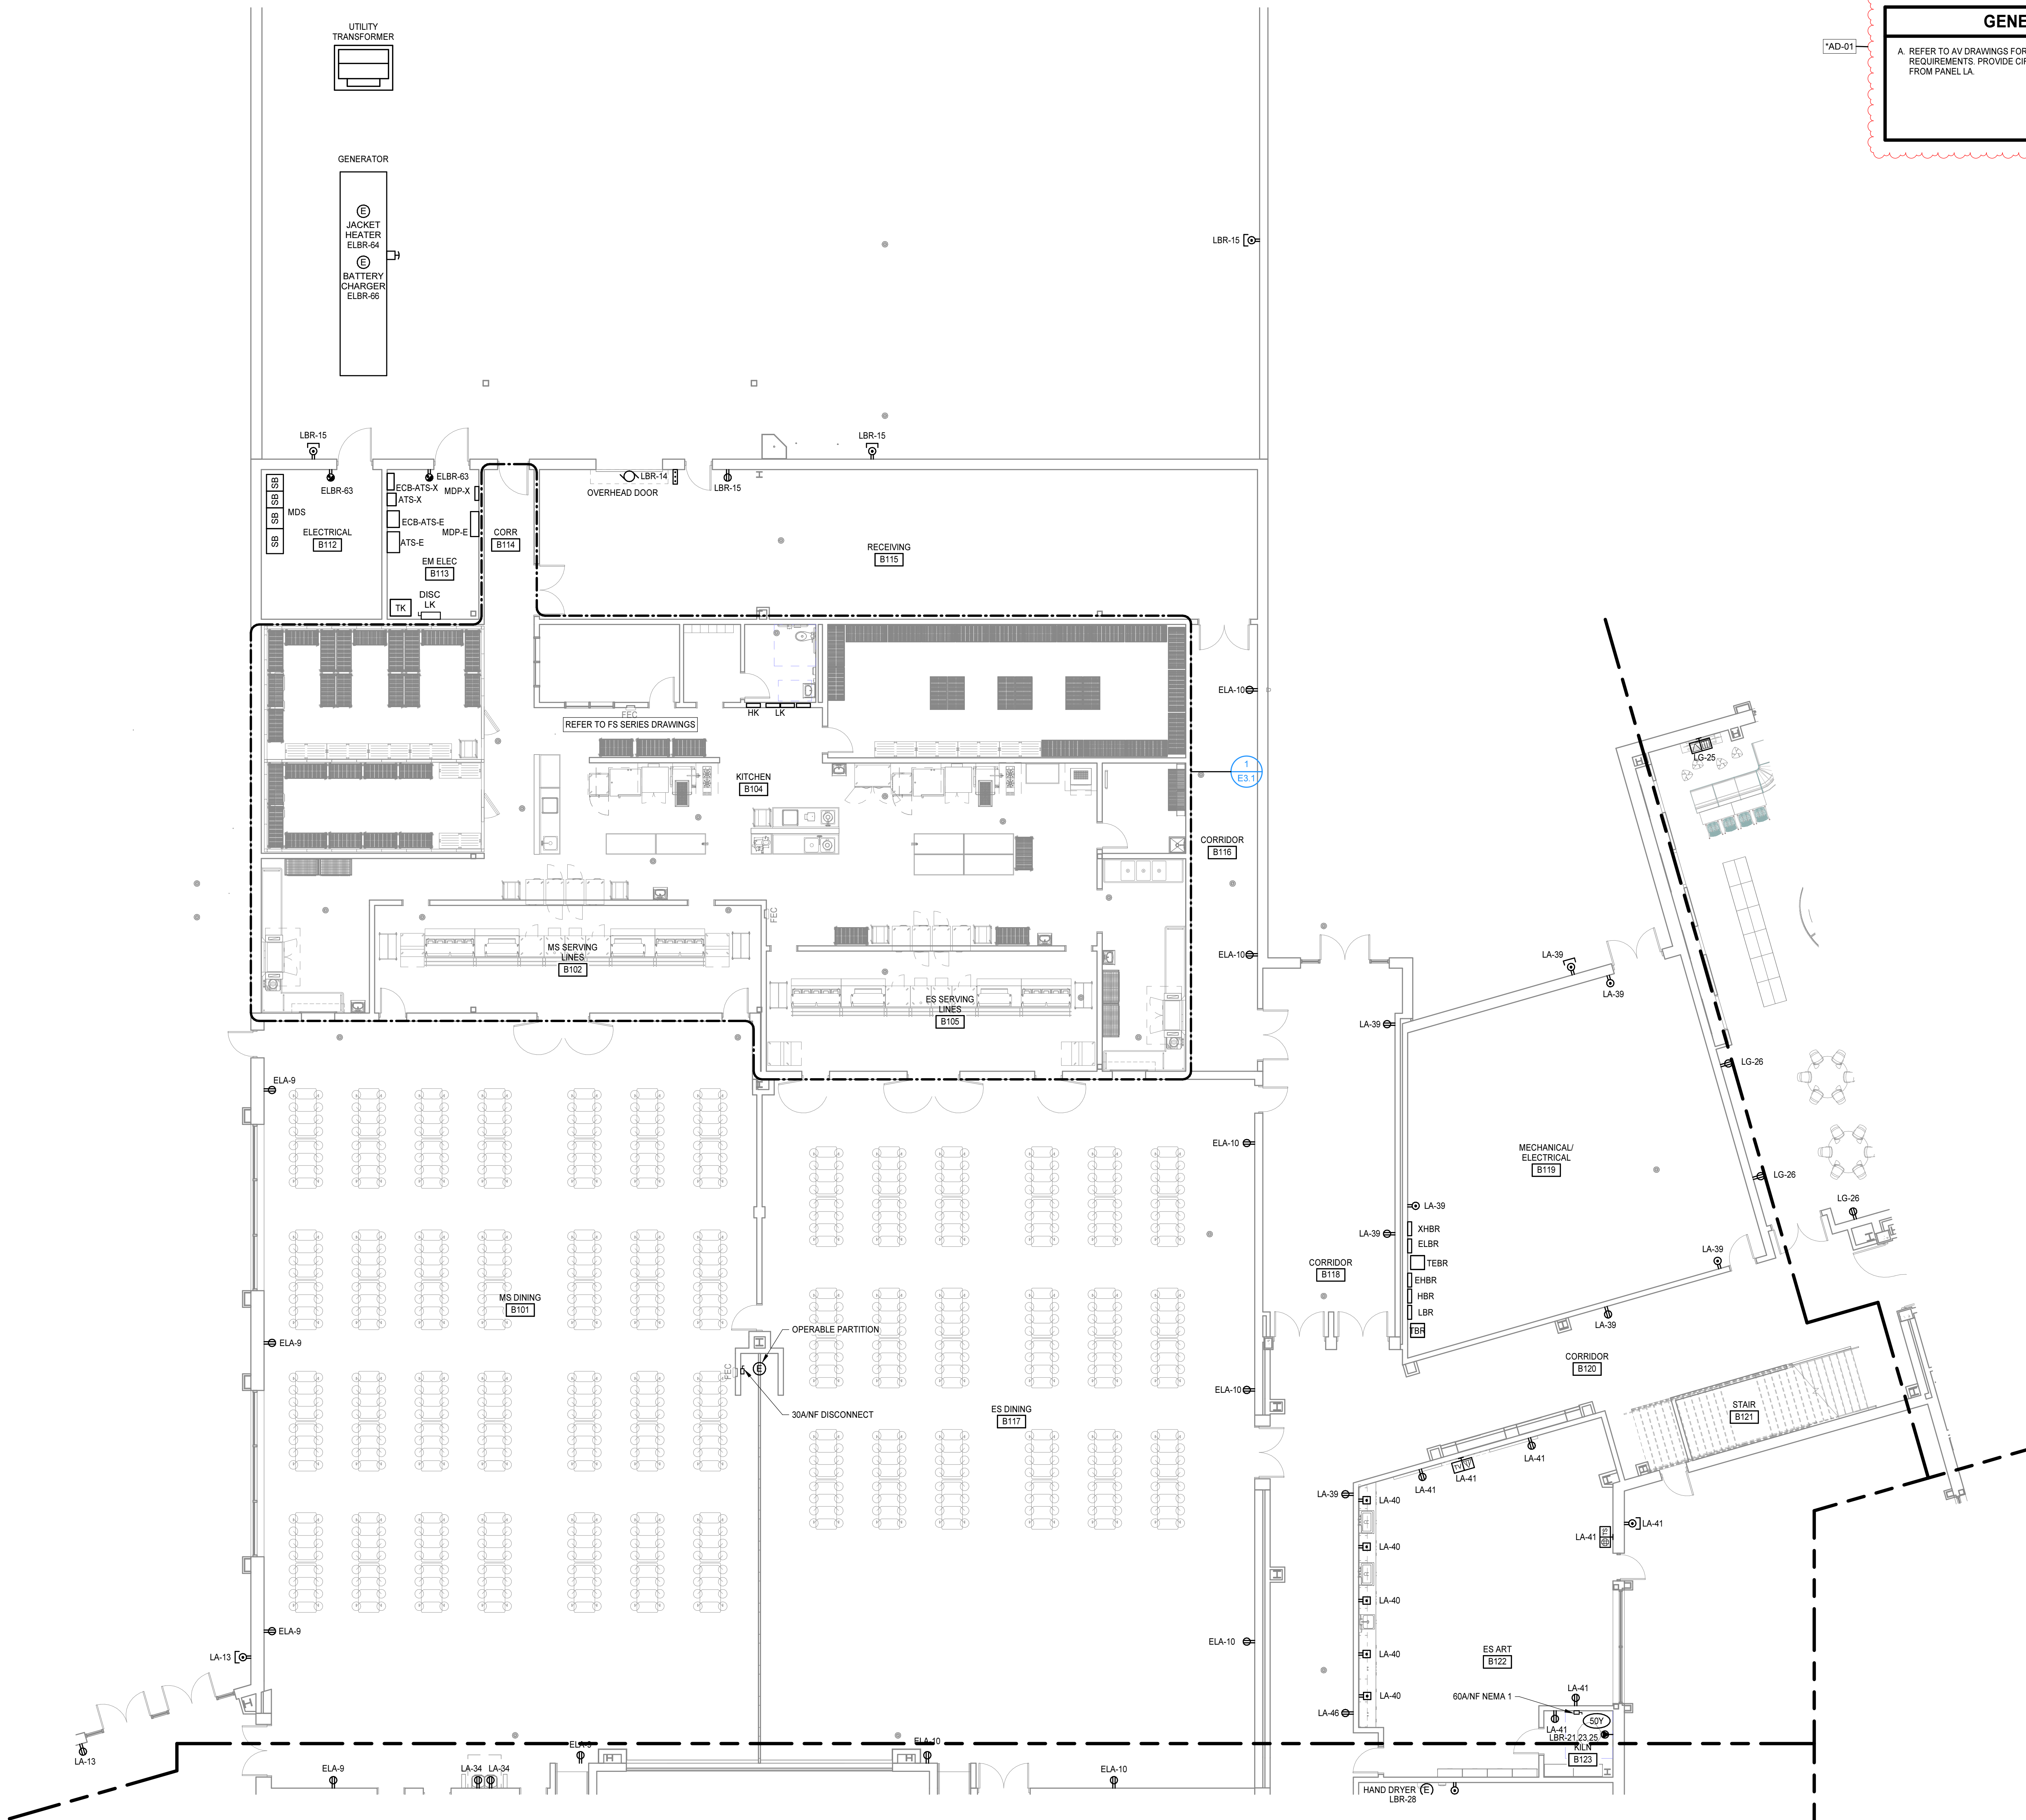 UTILITY
TRANSFORMER
GENE
*AD-01
A. REFER TO AV DRAWINGS FOR
REQUIREMENTS. PROVIDE CIR
FROM PANEL LA.
GENERATOR
E
JACKET
HEATER
ELBR-64
E
BATTERY
CHARGER
ELBR-66
LBR-15
LBR-15
LBR-15
ELBR-63
ELBR-63
LBR-14
LBR-15
OVERHEAD DOOR
SB
SB
SB
SB
MDS
ELECTRICAL
B112
ECB-ATS-X
ATS-X
MDP-X
ECB-ATS-E
MDP-E
ATS-E
EM ELEC
B113
CORR
B114
RECEIVING
B115
TK
DISC
LK
ELA-10
HK
LK
FEC
REFER TO FS SERIES DRAWINGS
KITCHEN
B104
1
E3.1
LG-25
CORRIDOR
B116
FEC
MS SERVING
LINES
B102
ES SERVING
LINES
B105
ELA-10
LA-39
LA-39
LA-39
LG-26
ELA-9
ELA-10
MECHANICAL/
ELECTRICAL
B119
LG-26
LG-26
LA-39
XHBR
LA-39
ELBR
LA-39
TEBR
CORRIDOR
B118
EHBR
HBR
LBR
TBR
MS DINING
B101
LA-39
OPERABLE PARTITION
ELA-9
E
FEC
CORRIDOR
B120
ELA-10
30A/NF DISCONNECT
ES DINING
B117
STAIR
B121
LA-41
TV
LA-41
LA-41
LA-39
LA-40
LA-41
LA-41
TS
LA-40
LA-40
ELA-9
ELA-10
ES ART
B122
LA-40
LA-13
LA-40
60A/NF NEMA 1
LA-41
LA-46
50Y
LA-41
LBR-21,23,25
KILN
B123
LA-13
ELA-9
ELA-10
ELA-9
LA-34
LA-34
ELA-10
HAND DRYER
E
LBR-28